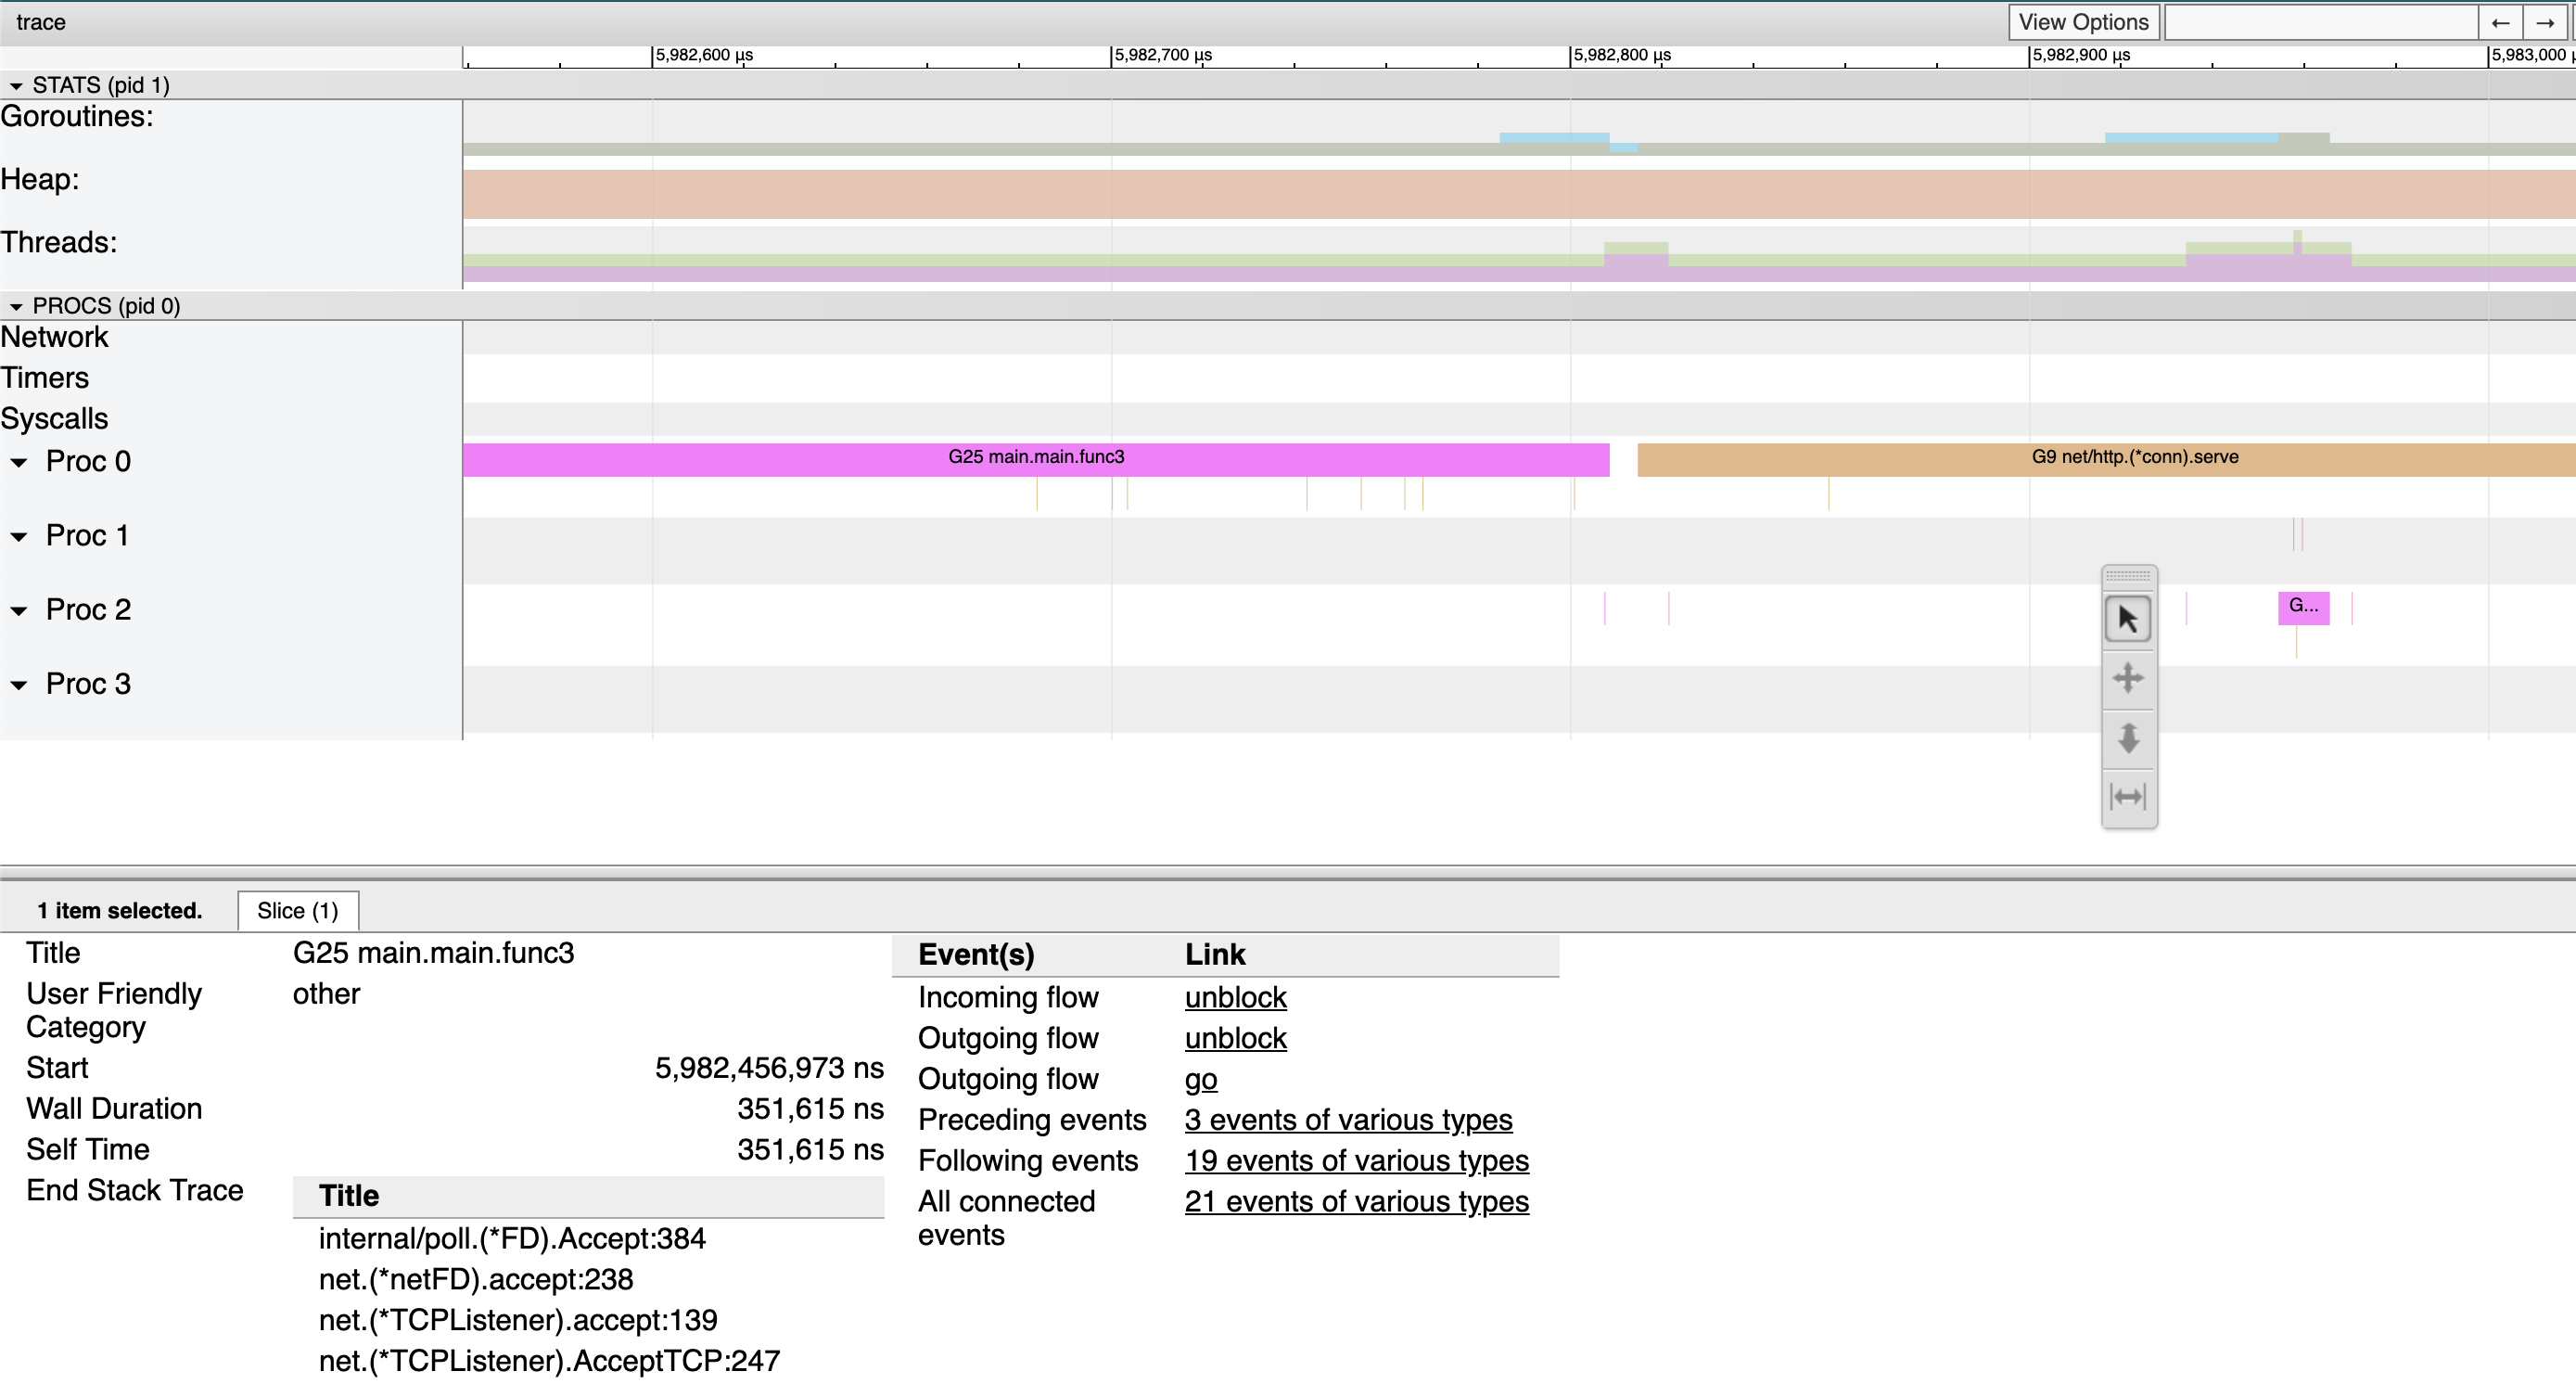 trace
View Options
←
→
5,982,600 µs
5,982,700 µs
5,982,800 µs
5,982,900 µs
5,983,000
STATS (pid 1)
Goroutines:
Heap:
Threads:
PROCS (pid 0)
Network
Timers
Syscalls
Proc 0
G25 main.main.func3
G9 net/http.(*conn).serve
Proc 1
Proc 2
G...
Proc 3
1 item selected.
Slice (1)
Title
G25 main.main.func3
User Friendly
Category
other
Start
5,982,456,973 ns
Wall Duration
351,615 ns
Self Time
351,615 ns
End Stack Trace
Title
internal/poll.(*FD).Accept:384
net.(*netFD).accept:238
net.(*TCPListener).accept:139
net.(*TCPListener).AcceptTCP:247
Event(s) Link
Incoming flow unblock
Outgoing flow unblock
Outgoing flow go
Preceding events 3 events of various types
Following events 19 events of various types
All connected
events
21 events of various types